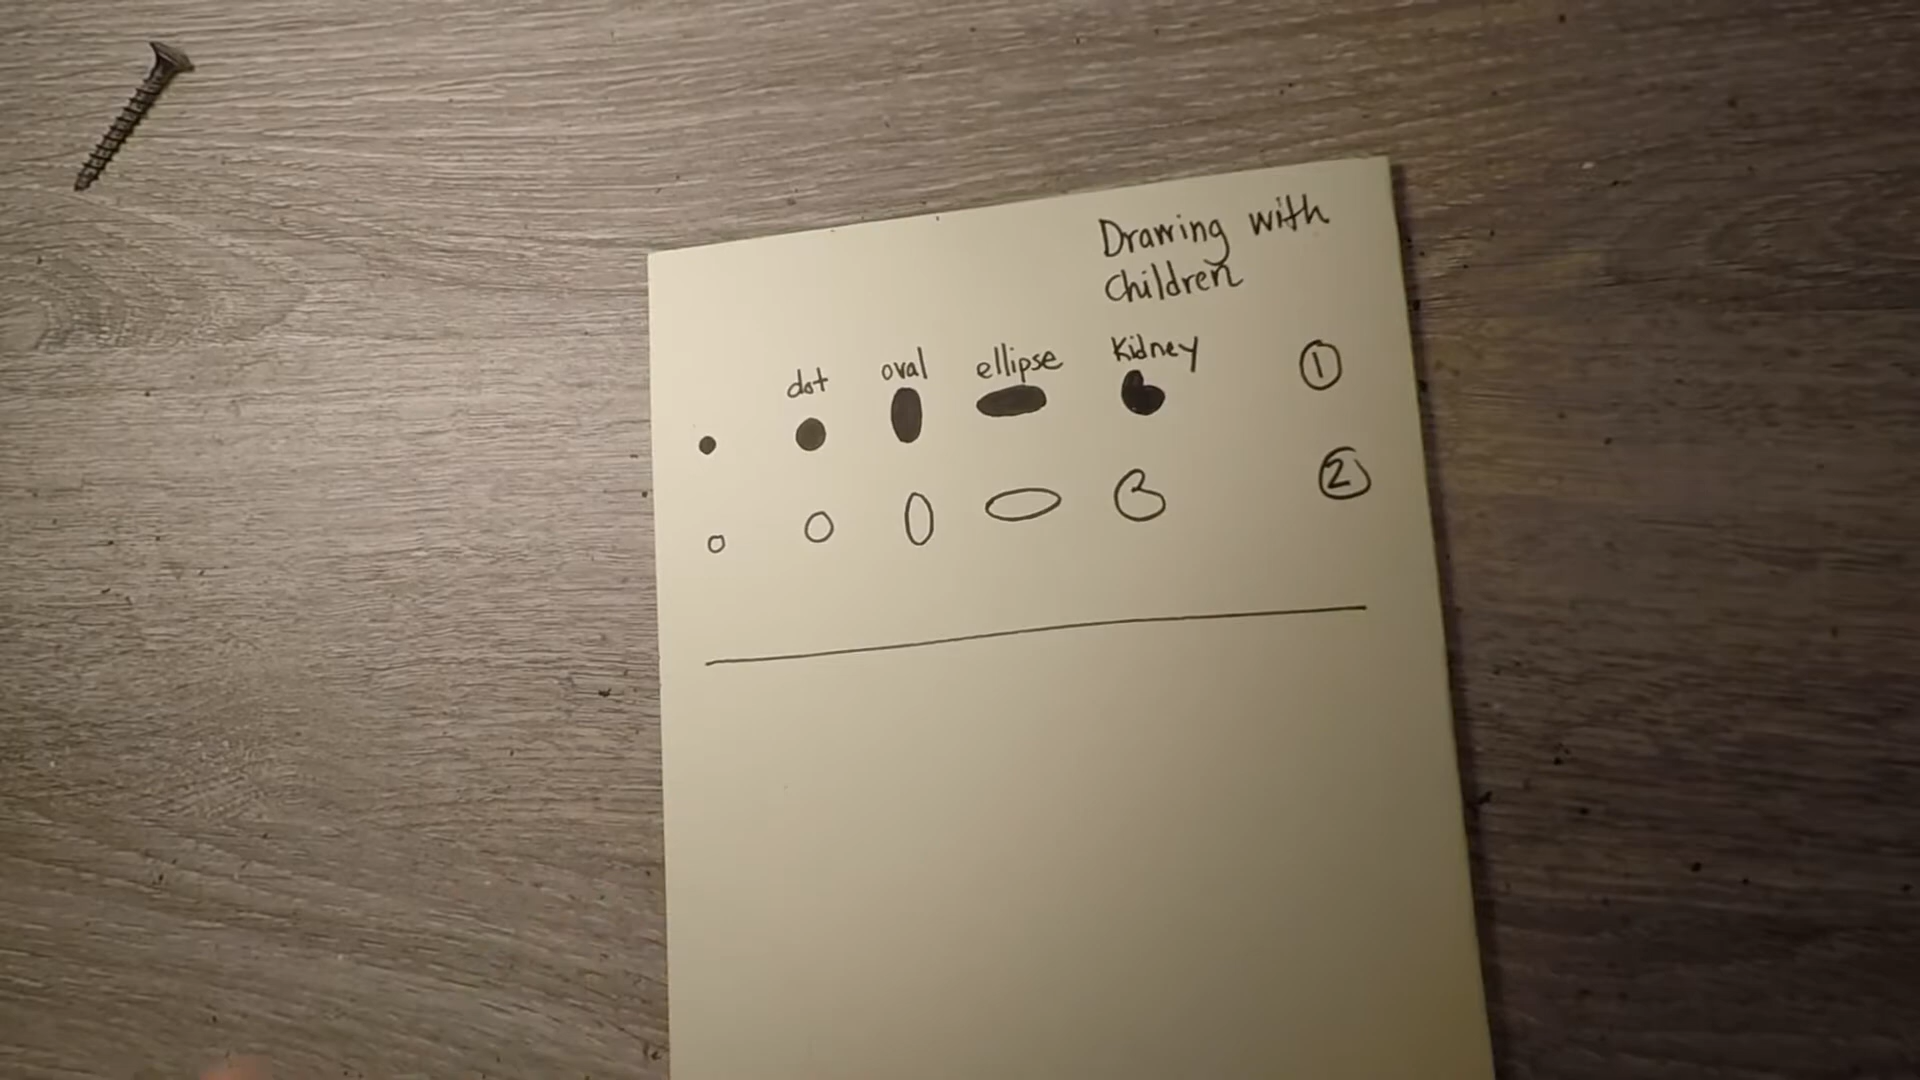 Drawing with
Children
dot oval ellipse Kidney ①
②